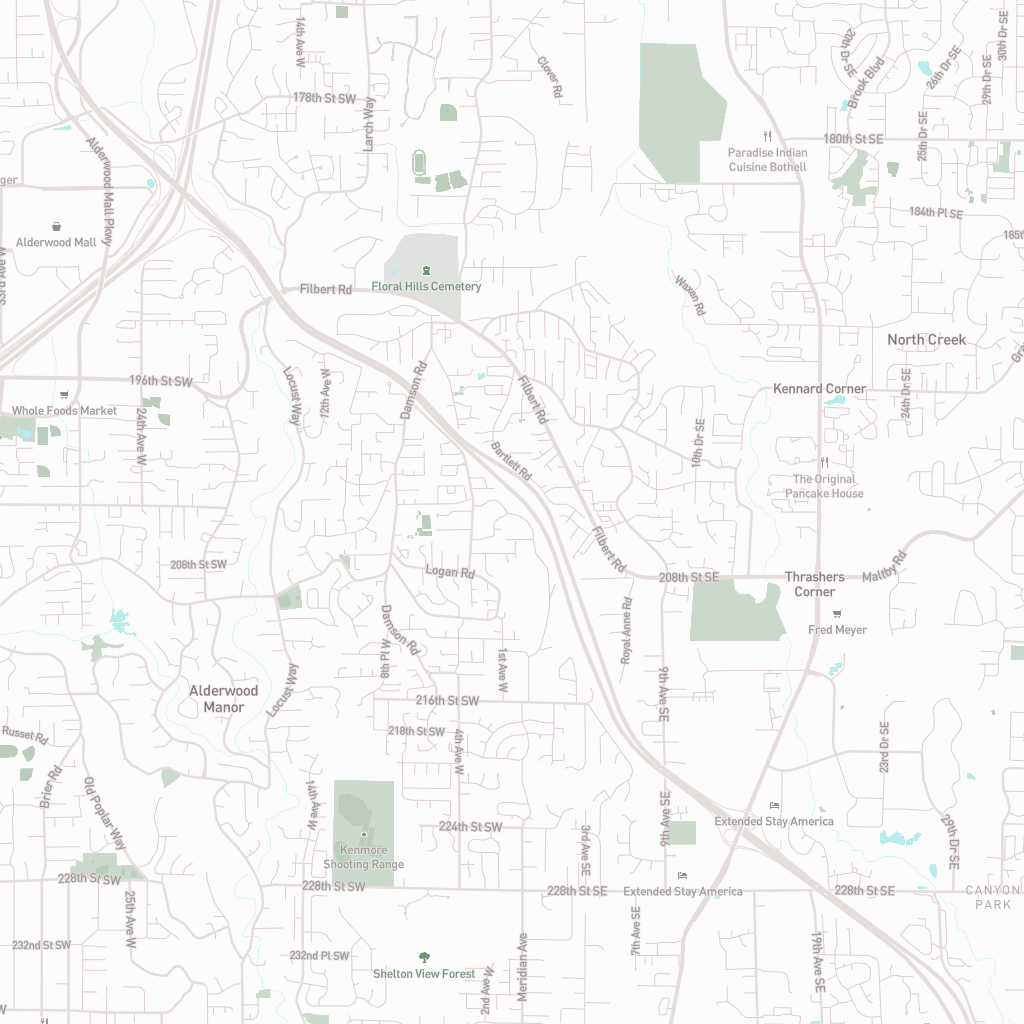 14th Ave W
30th Dr SE
20th Dr SE
Clover Rd
26th Dr SE
29th Dr SE
Brook Blvd
178th St SW
Larch Way
Alderwood Mall Pkwy
25th Dr SE
180th St SE
Paradise Indian
Cuisine Bothell
184th Pl SE
Alderwood Mall
33rd Ave W
Floral Hills Cemetery
Filbert Rd
Waxen Rd
North Creek
196th St SW
Locust Way
12th Ave W
Damson Rd
Filbert Rd
Kennard Corner
24th Dr SE
Whole Foods Market
24th Ave W
10th Dr SE
Bartlett Rd
The Original
Pancake House
208th St SW
Logan Rd
Filbert Rd
208th St SE
Thrashers
Corner
Maltby Rd
Fred Meyer
Damson Rd
Royal Anne Rd
8th Pl W
1st Ave W
9th Ave SE
Alderwood
Manor
Locust Way
216th St SW
218th St SW
4th Ave W
23rd Dr SE
Russet Rd
Brier Rd
Old Poplar Way
14th Ave W
Kenmore
Shooting Range
224th St SW
3rd Ave SE
9th Ave SE
Extended Stay America
29th Dr SE
228th St SW
228th St SW
228th St SE
Extended Stay America
228th St SE
CANYON
PARK
25th Ave W
232nd St SW
232nd Pl SW
7th Ave SE
19th Ave SE
Shelton View Forest
2nd Ave W
Meridian Ave